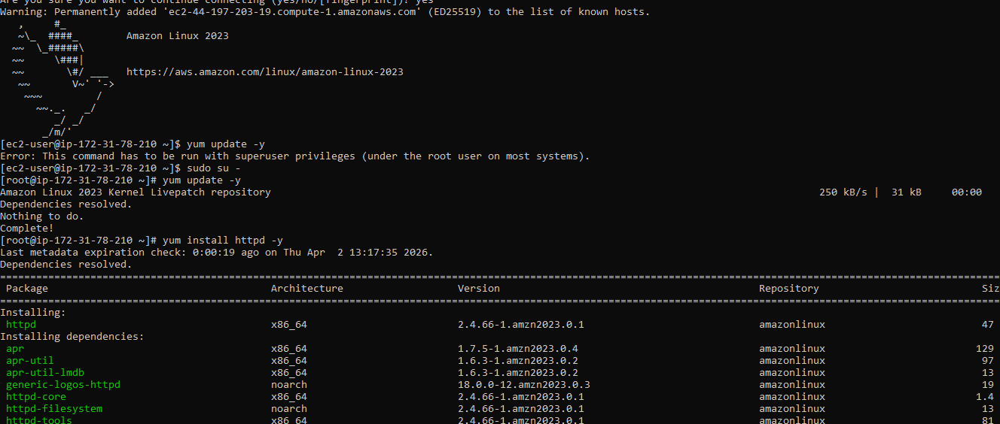 Are you sure you want to continue connecting (yes/no/[fingerprint])? yes
Warning: Permanently added 'ec2-44-197-203-19.compute-1.amazonaws.com' (ED25519) to the list of known hosts.
   ,     #_
   ~\_  ####_        Amazon Linux 2023
  ~~  \_#####\
  ~~     \###|
  ~~       \#/ ___   https://aws.amazon.com/linux/amazon-linux-2023
   ~~       V~' '->
    ~~~         /
      ~~._.   _/
         _/ _/
       _/m/'
[ec2-user@ip-172-31-78-210 ~]$ yum update -y
Error: This command has to be run with superuser privileges (under the root user on most systems).
[ec2-user@ip-172-31-78-210 ~]$ sudo su -
[root@ip-172-31-78-210 ~]# yum update -y
Amazon Linux 2023 Kernel Livepatch repository 250 kB/s | 31 kB 00:00
Dependencies resolved.
Nothing to do.
Complete!
[root@ip-172-31-78-210 ~]# yum install httpd -y
Last metadata expiration check: 0:00:19 ago on Thu Apr  2 13:17:35 2026.
Dependencies resolved.
Package Architecture Version Repository Siz
Installing:
httpd x86_64 2.4.66-1.amzn2023.0.1 amazonlinux 47
Installing dependencies:
apr x86_64 1.7.5-1.amzn2023.0.4 amazonlinux 129
apr-util x86_64 1.6.3-1.amzn2023.0.2 amazonlinux 97
apr-util-lmdb x86_64 1.6.3-1.amzn2023.0.2 amazonlinux 13
generic-logos-httpd noarch 18.0.0-12.amzn2023.0.3 amazonlinux 19
httpd-core x86_64 2.4.66-1.amzn2023.0.1 amazonlinux 1.4
httpd-filesystem noarch 2.4.66-1.amzn2023.0.1 amazonlinux 13
httpd-tools x86_64 2.4.66-1.amzn2023.0.1 amazonlinux 81